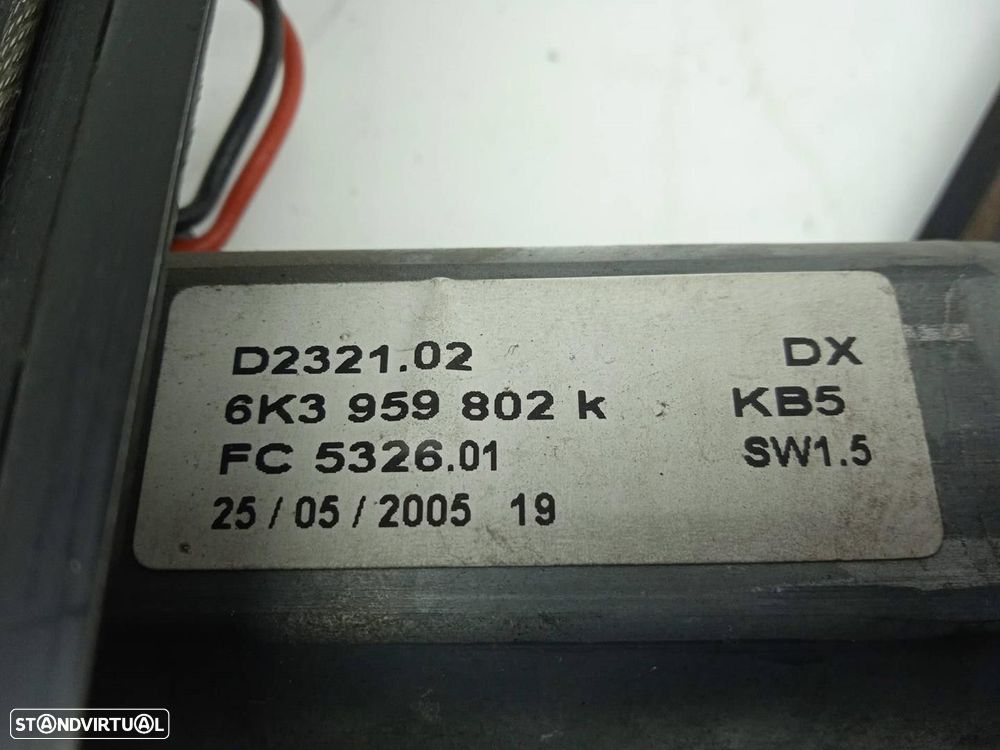 D2321.02 DX
6K3 959 802 k KB5
FC 5326.01 SW1.5
25 / 05 / 2005 19
STANDVIRTUAL